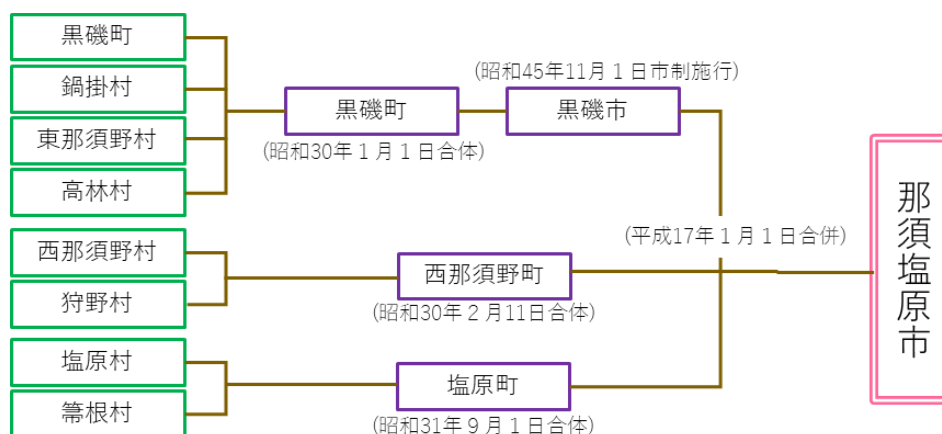 黒磯町
鍋掛村
東那須野村
高林村
黒磯町
(昭和30年1月1日合体)
(昭和45年11月1日市制施行)
黒磯市
西那須野村
狩野村
西那須野町
(昭和30年2月11日合体)
塩原村
箒根村
塩原町
(昭和31年9月1日合体)
(平成17年1月1日合併)
那須塩原市